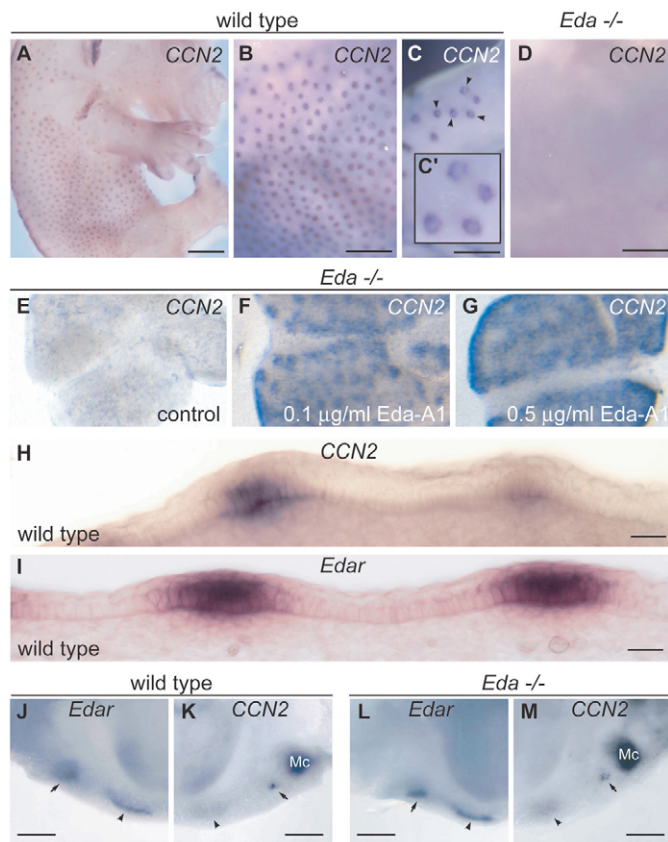 wild type
Eda -/-
A
CCN2
B
CCN2
C
CCN2
C'
D
CCN2
Eda -/-
E
CCN2
control
F
CCN2
0.1 µg/ml Eda-A1
G
CCN2
0.5 µg/ml Eda-A1
H
CCN2
wild type
I
Edar
wild type
wild type
Eda -/-
J
Edar
K
CCN2
Mc
L
Edar
M
CCN2
Mc